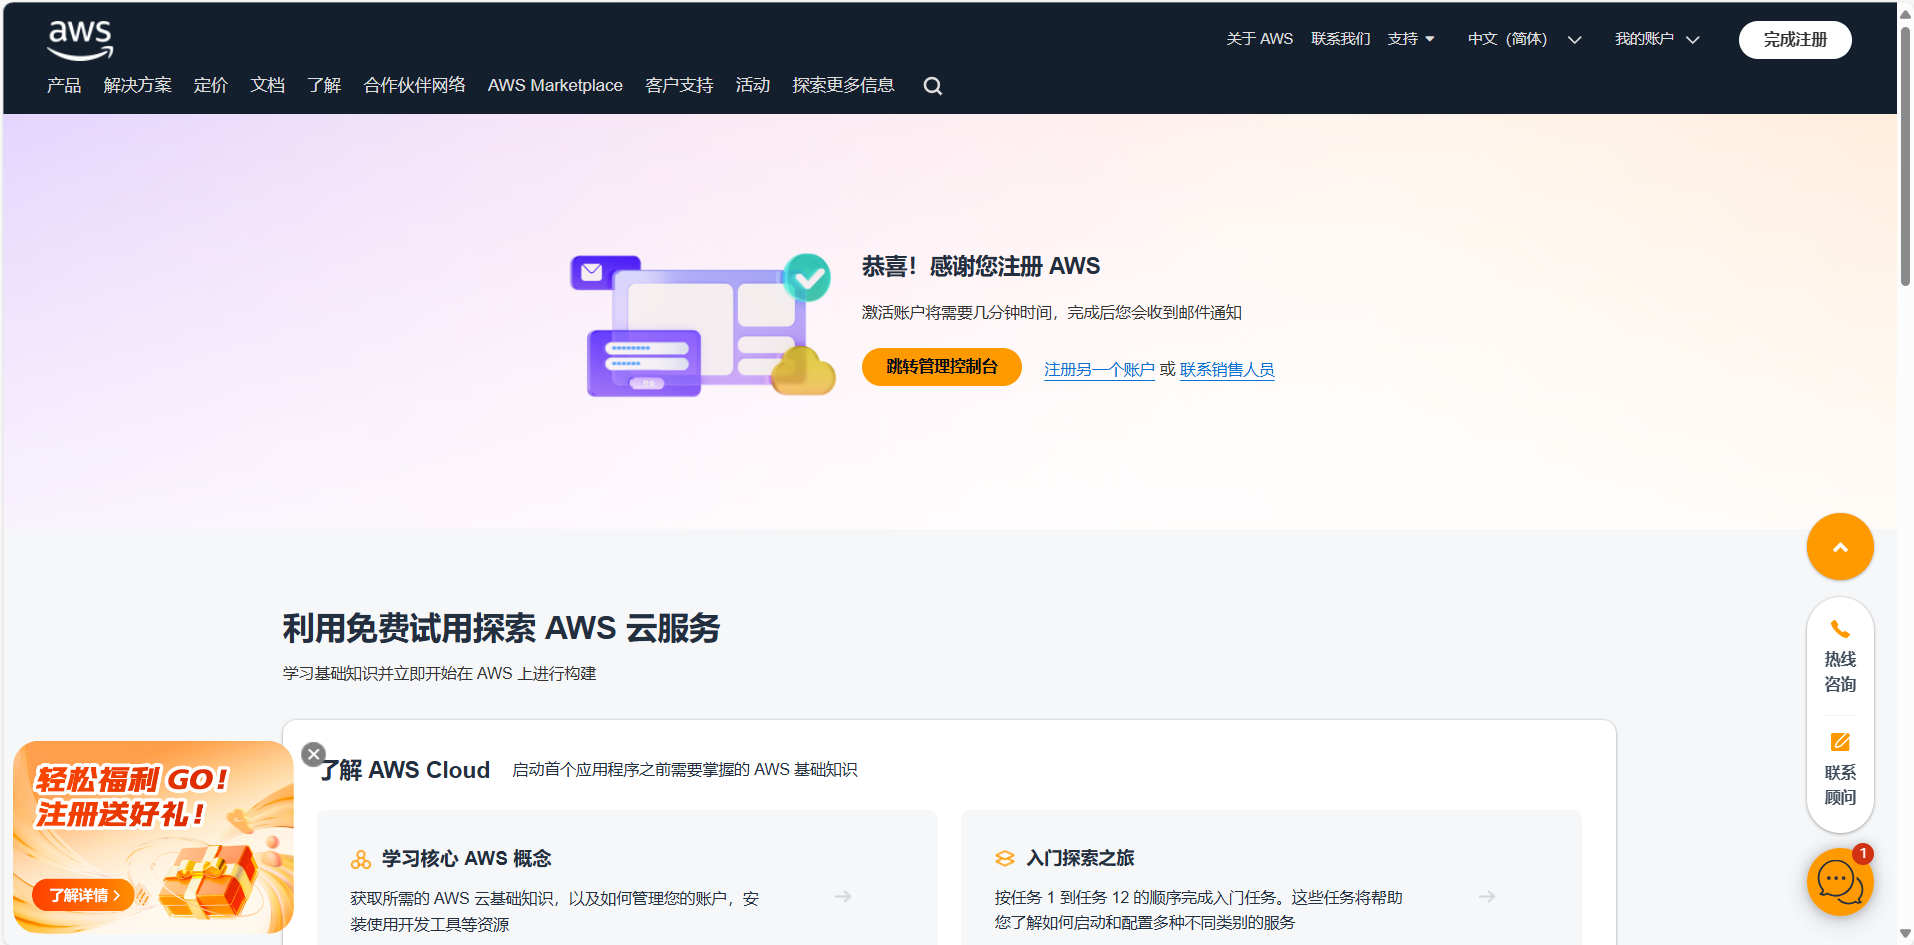 aws
关于 AWS 联系我们 支持 中文（简体） 我的账户 完成注册
产品 解决方案 定价 文档 了解 合作伙伴网络 AWS Marketplace 客户支持 活动 探索更多信息
恭喜！感谢您注册 AWS
激活账户将需要几分钟时间，完成后您会收到邮件通知
跳转管理控制台 注册另一个账户 或 联系销售人员
利用免费试用探索 AWS 云服务
学习基础知识并立即开始在 AWS 上进行构建
了解 AWS Cloud 启动首个应用程序之前需要掌握的 AWS 基础知识
学习核心 AWS 概念
获取所需的 AWS 云基础知识，以及如何管理您的账户，安
装使用开发工具等资源
入门探索之旅
按任务 1 到任务 12 的顺序完成入门任务。这些任务将帮助
您了解如何启动和配置多种不同类别的服务
轻松福利 GO!
注册送好礼!
了解详情
热线
咨询
联系
顾问
1